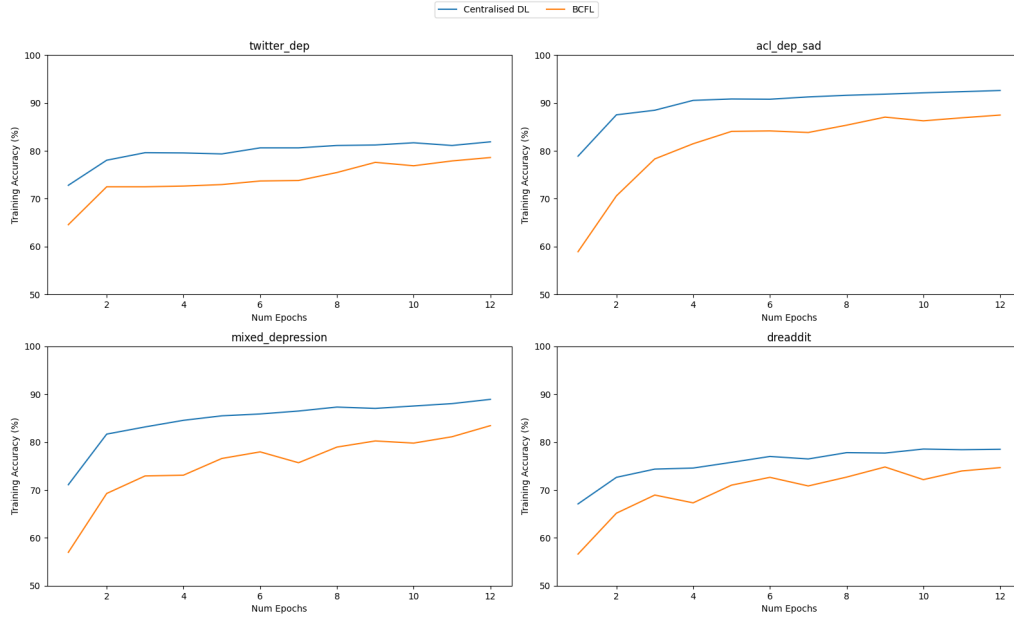 Centralised DL BCFL
twitter_dep
acl_dep_sad
100
90
80
70
60
50
Training Accuracy (%)
2 4 6 8 10 12
Num Epochs
100
90
80
70
60
50
Training Accuracy (%)
2 4 6 8 10 12
Num Epochs
mixed_depression
dreaddit
100
90
80
70
60
50
Training Accuracy (%)
2 4 6 8 10 12
Num Epochs
100
90
80
70
60
50
Training Accuracy (%)
2 4 6 8 10 12
Num Epochs